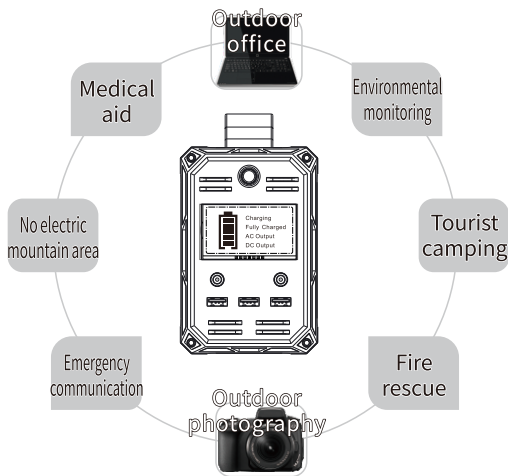 Outdoor
office
Medical
aid
Environmental
monitoring
No electric
mountain area
Charging
Fully Charged
AC Output
DC Output
Tourist
camping
Emergency
communication
Fire
rescue
Outdoor
photography